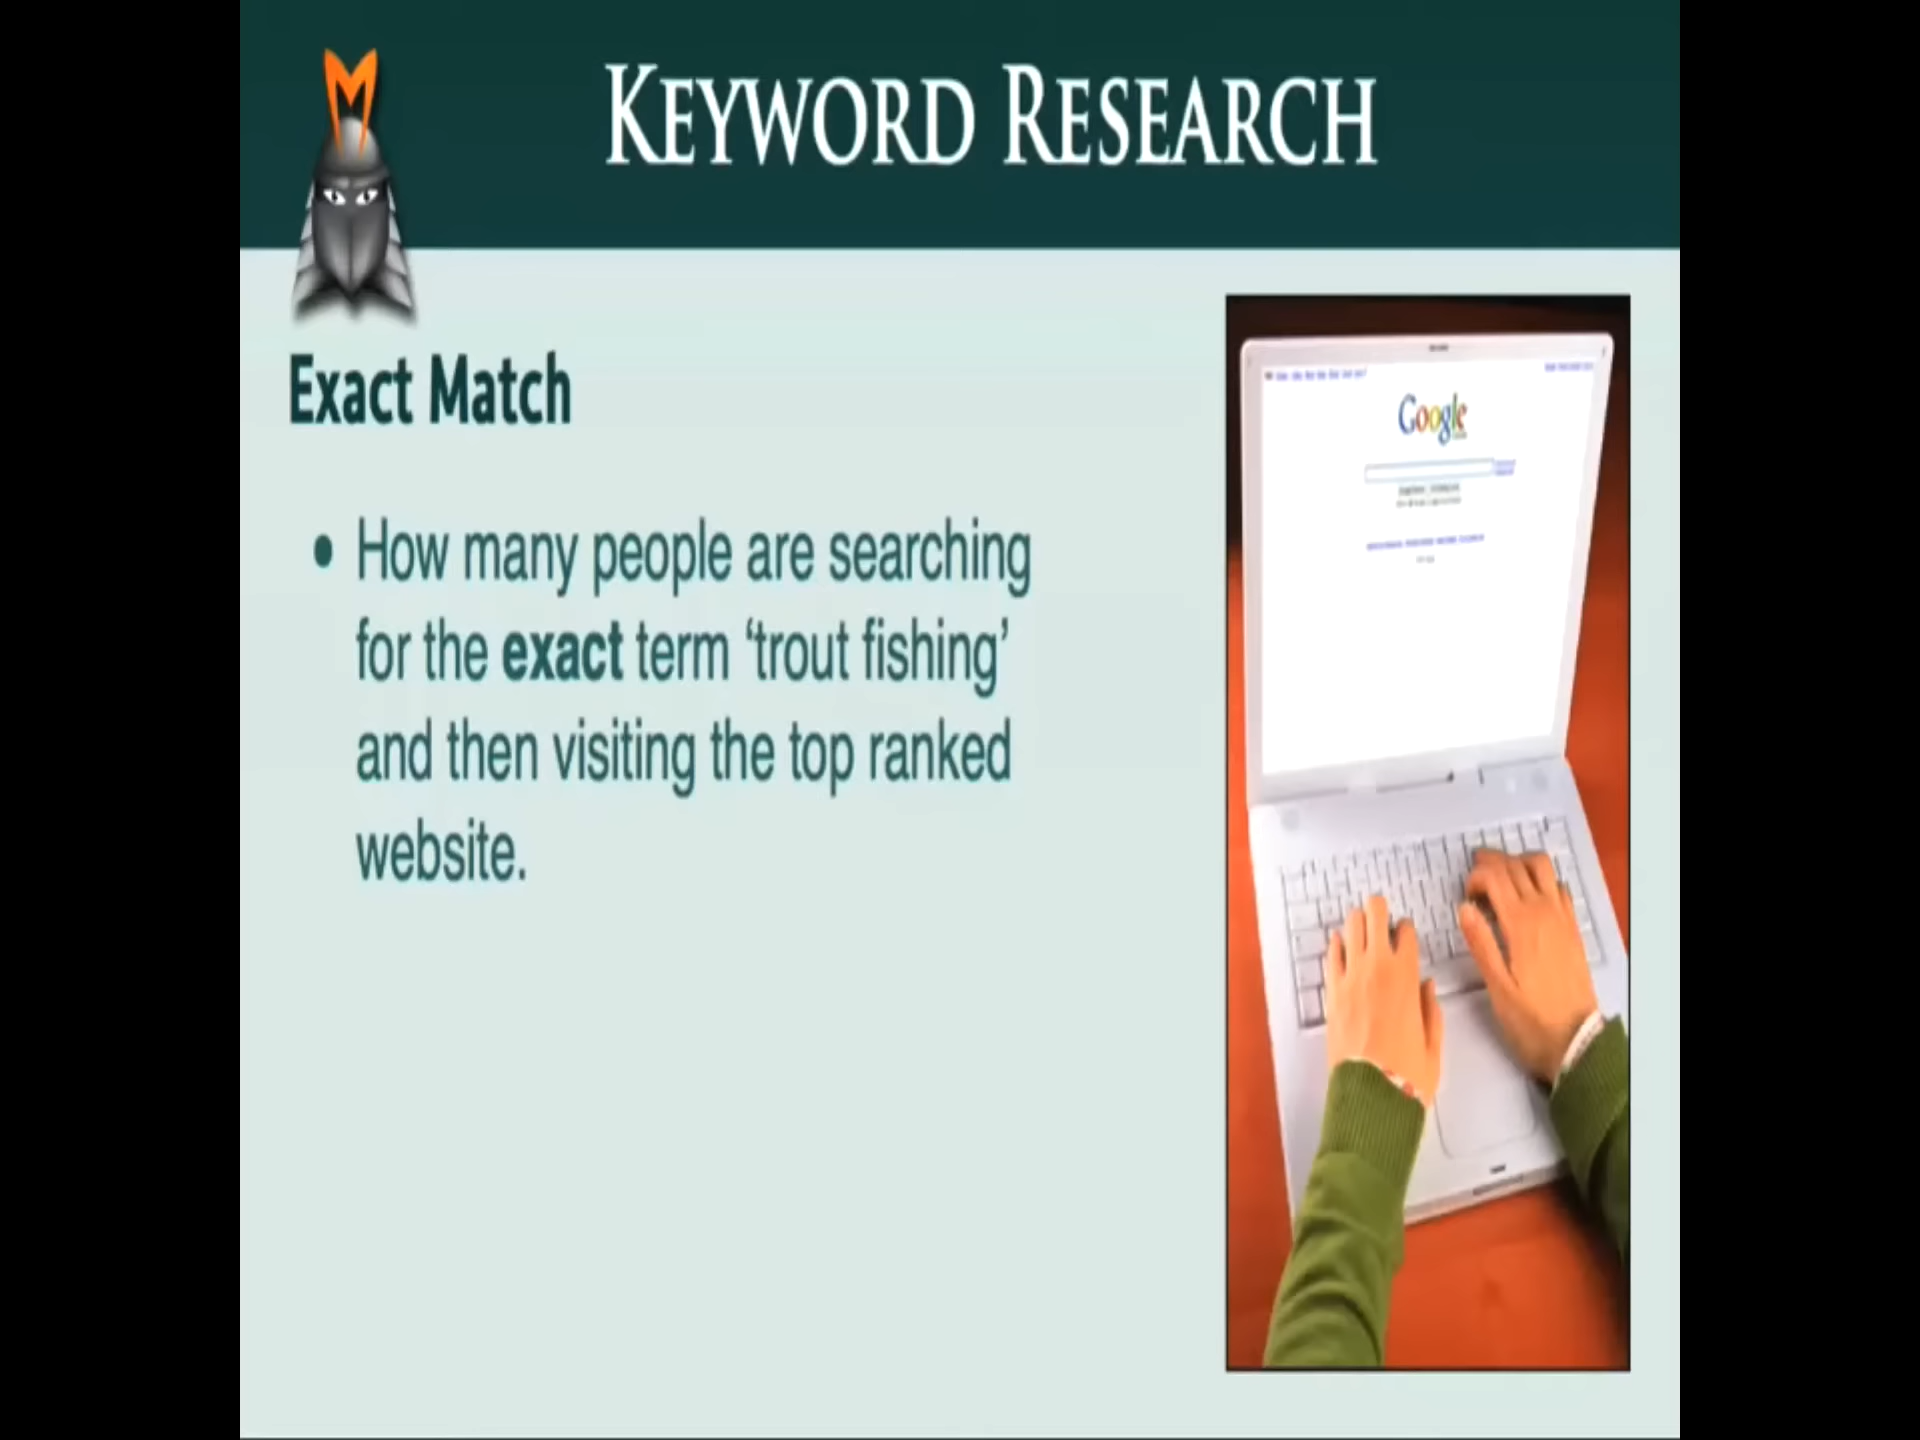 KEYWORD RESEARCH
Exact Match
• How many people are searching
for the exact term ‘trout fishing’
and then visiting the top ranked
website.
Google